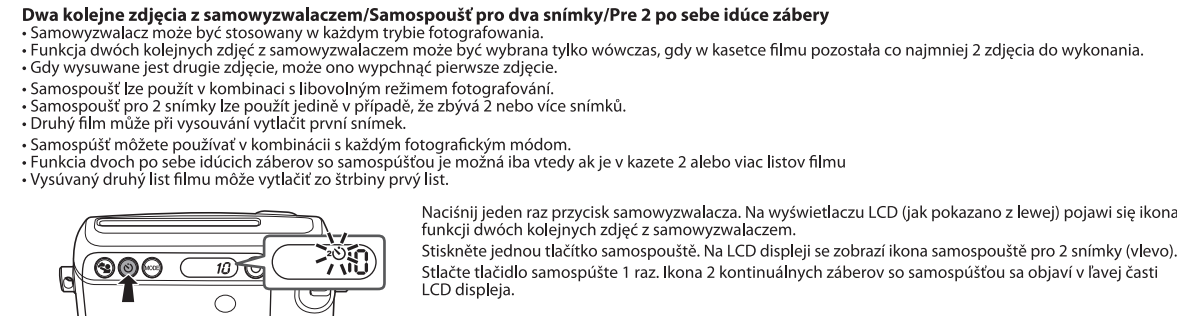 Dwa kolejne zdjęcia z samowyzwalaczem/Samospoušť pro dva snímky/Pre 2 po sebe idúce zábery
• Samowyzwalacz może być stosowany w każdym trybie fotografowania.
• Funkcja dwóch kolejnych zdjęć z samowyzwalaczem może być wybrana tylko wówczas, gdy w kasetce filmu pozostała co najmniej 2 zdjęcia do wykonania.
• Gdy wysuwane jest drugie zdjęcie, może ono wypchnąć pierwsze zdjęcie.
• Samospoušť lze použít v kombinaci s libovolným režimem fotografování.
• Samospoušť pro 2 snímky lze použít jedině v případě, že zbývá 2 nebo více snímků.
• Druhý film může při vysouvání vytlačit první snímek.
• Samospúšť môžete používať v kombinácii s každým fotografickým módom.
• Funkcia dvoch po sebe idúcich záberov so samospúšťou je možná iba vtedy ak je v kazete 2 alebo viac listov filmu
• Vysúvaný druhý list filmu môže vytlačiť zo štrbiny prvý list.
Naciśnij jeden raz przycisk samowyzwalacza. Na wyświetlaczu LCD (jak pokazano z lewej) pojawi się ikona
funkcji dwóch kolejnych zdjęć z samowyzwalaczem.
Stiskněte jednou tlačítko samospouště. Na LCD displeji se zobrazí ikona samospouště pro 2 snímky (vlevo).
Stlačte tlačidlo samospúšte 1 raz. Ikona 2 kontinuálnych záberov so samospúšťou sa objaví v ľavej časti
LCD displeja.
MODE
10
2 10